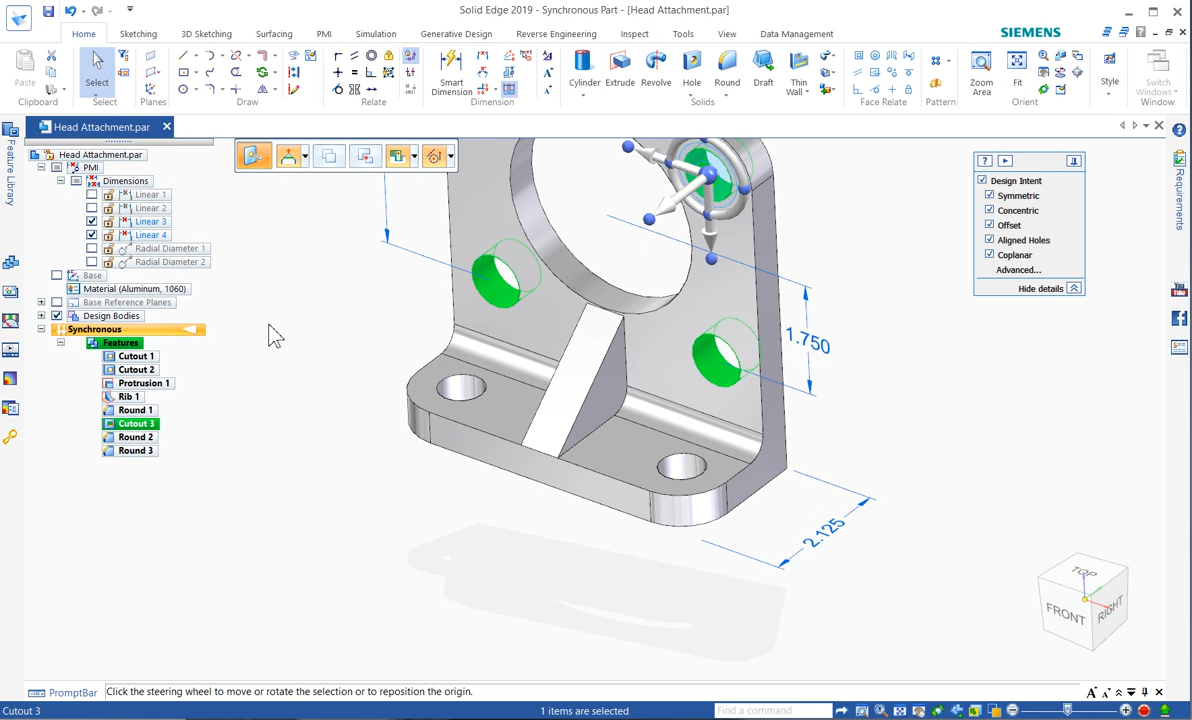 Solid Edge 2019 - Synchronous Part - [Head Attachment.par]
Home Sketching 3D Sketching Surfacing PMI Simulation Generative Design Reverse Engineering Inspect Tools View Data Management SIEMENS
Paste Select Smart Dimension Cylinder Extrude Revolve Hole Round Draft Thin Wall Zoom Area Fit Style Switch Windows
Clipboard Select Planes Draw Relate Dimension Solids Face Relate Pattern Orient Style Window
Head Attachment.par
Feature Library
Requirements
Head Attachment.par
PMI
Dimensions
Linear 1
Linear 2
Linear 3
Linear 4
Radial Diameter 1
Radial Diameter 2
Base
Material (Aluminum, 1060)
Base Reference Planes
Design Bodies
Synchronous
Features
Cutout 1
Cutout 2
Protrusion 1
Rib 1
Round 1
Cutout 3
Round 2
Round 3
Design Intent
Symmetric
Concentric
Offset
Aligned Holes
Coplanar
Advanced...
Hide details
1.750
2.125
TOP
FRONT
RIGHT
PromptBar Click the steering wheel to move or rotate the selection or to reposition the origin.
Cutout 3 1 items are selected Find a command